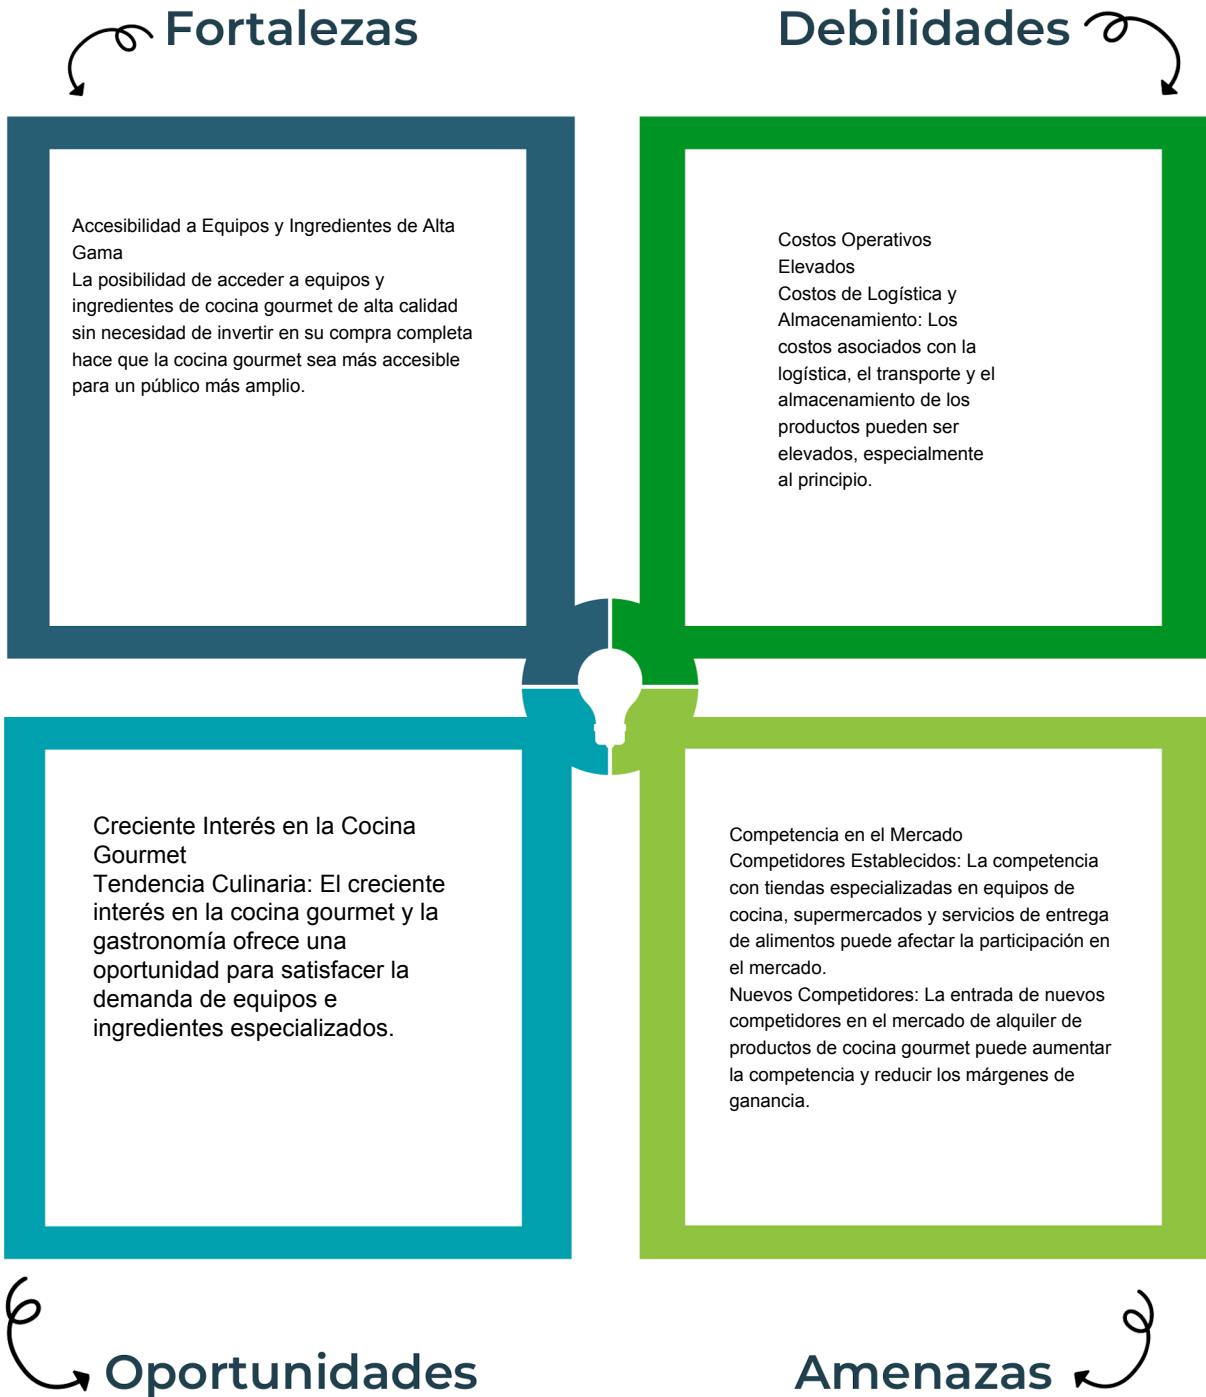 Fortalezas
Accesibilidad a Equipos y Ingredientes de Alta
Gama
La posibilidad de acceder a equipos y
ingredientes de cocina gourmet de alta calidad
sin necesidad de invertir en su compra completa
hace que la cocina gourmet sea más accesible
para un público más amplio.
Debilidades
Costos Operativos
Elevados
Costos de Logística y
Almacenamiento: Los
costos asociados con la
logística, el transporte y el
almacenamiento de los
productos pueden ser
elevados, especialmente
al principio.
Creciente Interés en la Cocina
Gourmet
Tendencia Culinaria: El creciente
interés en la cocina gourmet y la
gastronomía ofrece una
oportunidad para satisfacer la
demanda de equipos e
ingredientes especializados.
Oportunidades
Competencia en el Mercado
Competidores Establecidos: La competencia
con tiendas especializadas en equipos de
cocina, supermercados y servicios de entrega
de alimentos puede afectar la participación en
el mercado.
Nuevos Competidores: La entrada de nuevos
competidores en el mercado de alquiler de
productos de cocina gourmet puede aumentar
la competencia y reducir los márgenes de
ganancia.
Amenazas